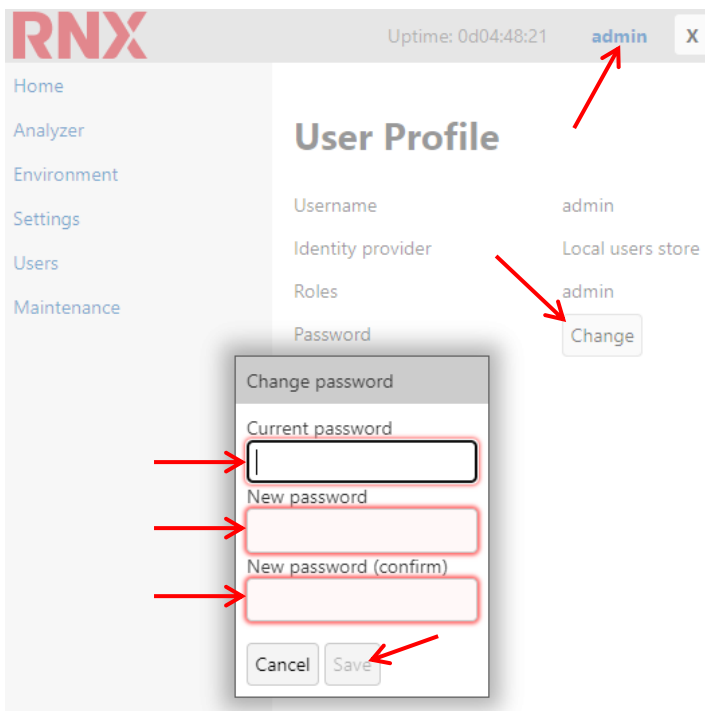 RNX
Uptime: 0d04:48:21 admin X
Home
Analyzer
Environment
Settings
Users
Maintenance
User Profile
Username admin
Identity provider Local users store
Roles admin
Password Change
Change password
Current password
New password
New password (confirm)
Cancel Save